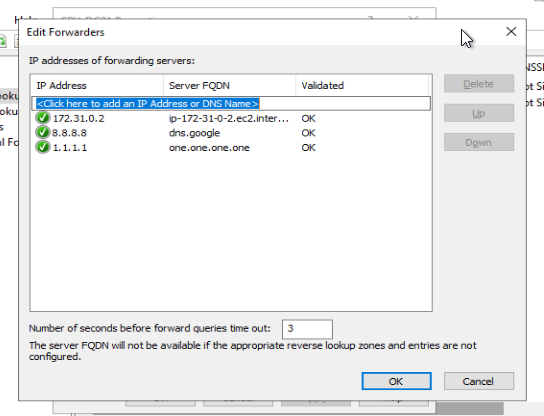 Edit Forwarders
IP addresses of forwarding servers:
IP Address Server FQDN Validated
<Click here to add an IP Address or DNS Name>
172.31.0.2 ip-172-31-0-2.ec2.inter... OK
8.8.8.8 dns.google OK
1.1.1.1 one.one.one.one OK
Delete
Up
Down
Number of seconds before forward queries time out: 3
The server FQDN will not be available if the appropriate reverse lookup zones and entries are not
configured.
OK Cancel